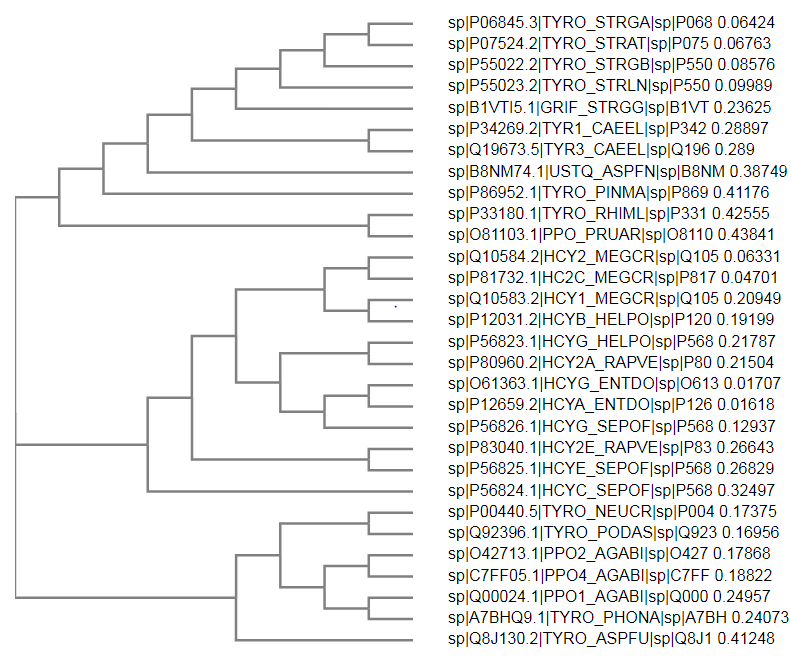 sp|P06845.3|TYRO_STRGA|sp|P068 0.06424
sp|P07524.2|TYRO_STRAT|sp|P075 0.06763
sp|P55022.2|TYRO_STRGB|sp|P550 0.08576
sp|P55023.2|TYRO_STRLN|sp|P550 0.09989
sp|B1VTI5.1|GRIF_STRGG|sp|B1VT 0.23625
sp|P34269.2|TYR1_CAEEL|sp|P342 0.28897
sp|Q19673.5|TYR3_CAEEL|sp|Q196 0.289
sp|B8NM74.1|USTQ_ASPFN|sp|B8NM 0.38749
sp|P86952.1|TYRO_PINMA|sp|P869 0.41176
sp|P33180.1|TYRO_RHIML|sp|P331 0.42555
sp|O81103.1|PPO_PRUAR|sp|O8110 0.43841
sp|Q10584.2|HCY2_MEGCR|sp|Q105 0.06331
sp|P81732.1|HC2C_MEGCR|sp|P817 0.04701
sp|Q10583.2|HCY1_MEGCR|sp|Q105 0.20949
sp|P12031.2|HCYB_HELPO|sp|P120 0.19199
sp|P56823.1|HCYG_HELPO|sp|P568 0.21787
sp|P80960.2|HCY2A_RAPVE|sp|P80 0.21504
sp|O61363.1|HCYG_ENTDO|sp|O613 0.01707
sp|P12659.2|HCYA_ENTDO|sp|P126 0.01618
sp|P56826.1|HCYG_SEPOF|sp|P568 0.12937
sp|P83040.1|HCY2E_RAPVE|sp|P83 0.26643
sp|P56825.1|HCYE_SEPOF|sp|P568 0.26829
sp|P56824.1|HCYC_SEPOF|sp|P568 0.32497
sp|P00440.5|TYRO_NEUCR|sp|P004 0.17375
sp|Q92396.1|TYRO_PODAS|sp|Q923 0.16956
sp|O42713.1|PPO2_AGABI|sp|O427 0.17868
sp|C7FF05.1|PPO4_AGABI|sp|C7FF 0.18822
sp|Q00024.1|PPO1_AGABI|sp|Q000 0.24957
sp|A7BHQ9.1|TYRO_PHONA|sp|A7BH 0.24073
sp|Q8J130.2|TYRO_ASPFU|sp|Q8J1 0.41248